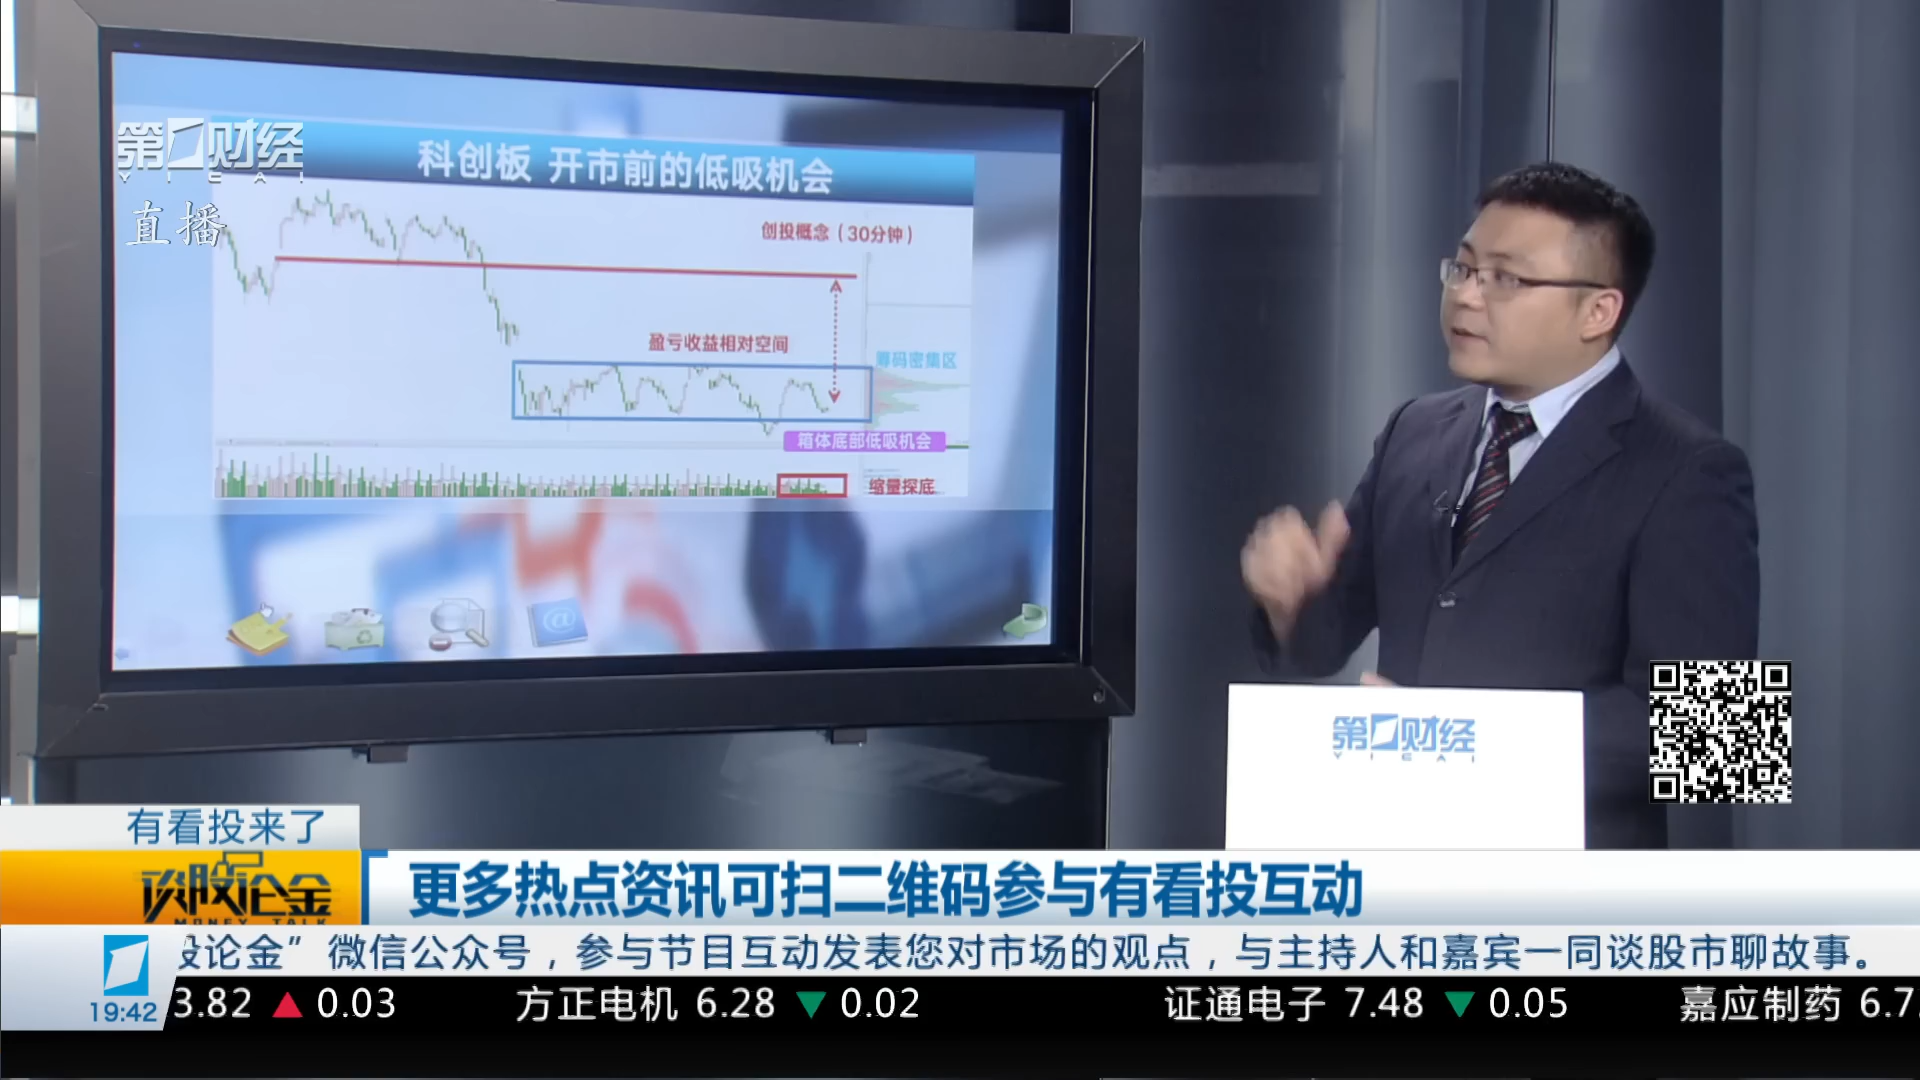 第一财经
YICAI
直播
科创板 开市前的低吸机会
创投概念（30分钟）
盈亏收益相对空间
筹码密集区
箱体底部低吸机会
缩量探底
第一财经
YICAI
有看投来了
谈股论金
MONEY TALK
更多热点资讯可扫二维码参与有看投互动
股论金”微信公众号，参与节目互动发表您对市场的观点，与主持人和嘉宾一同谈股市聊故事。
19:42
3.82 ▲ 0.03 方正电机 6.28 ▼ 0.02 证通电子 7.48 ▼ 0.05 嘉应制药 6.7